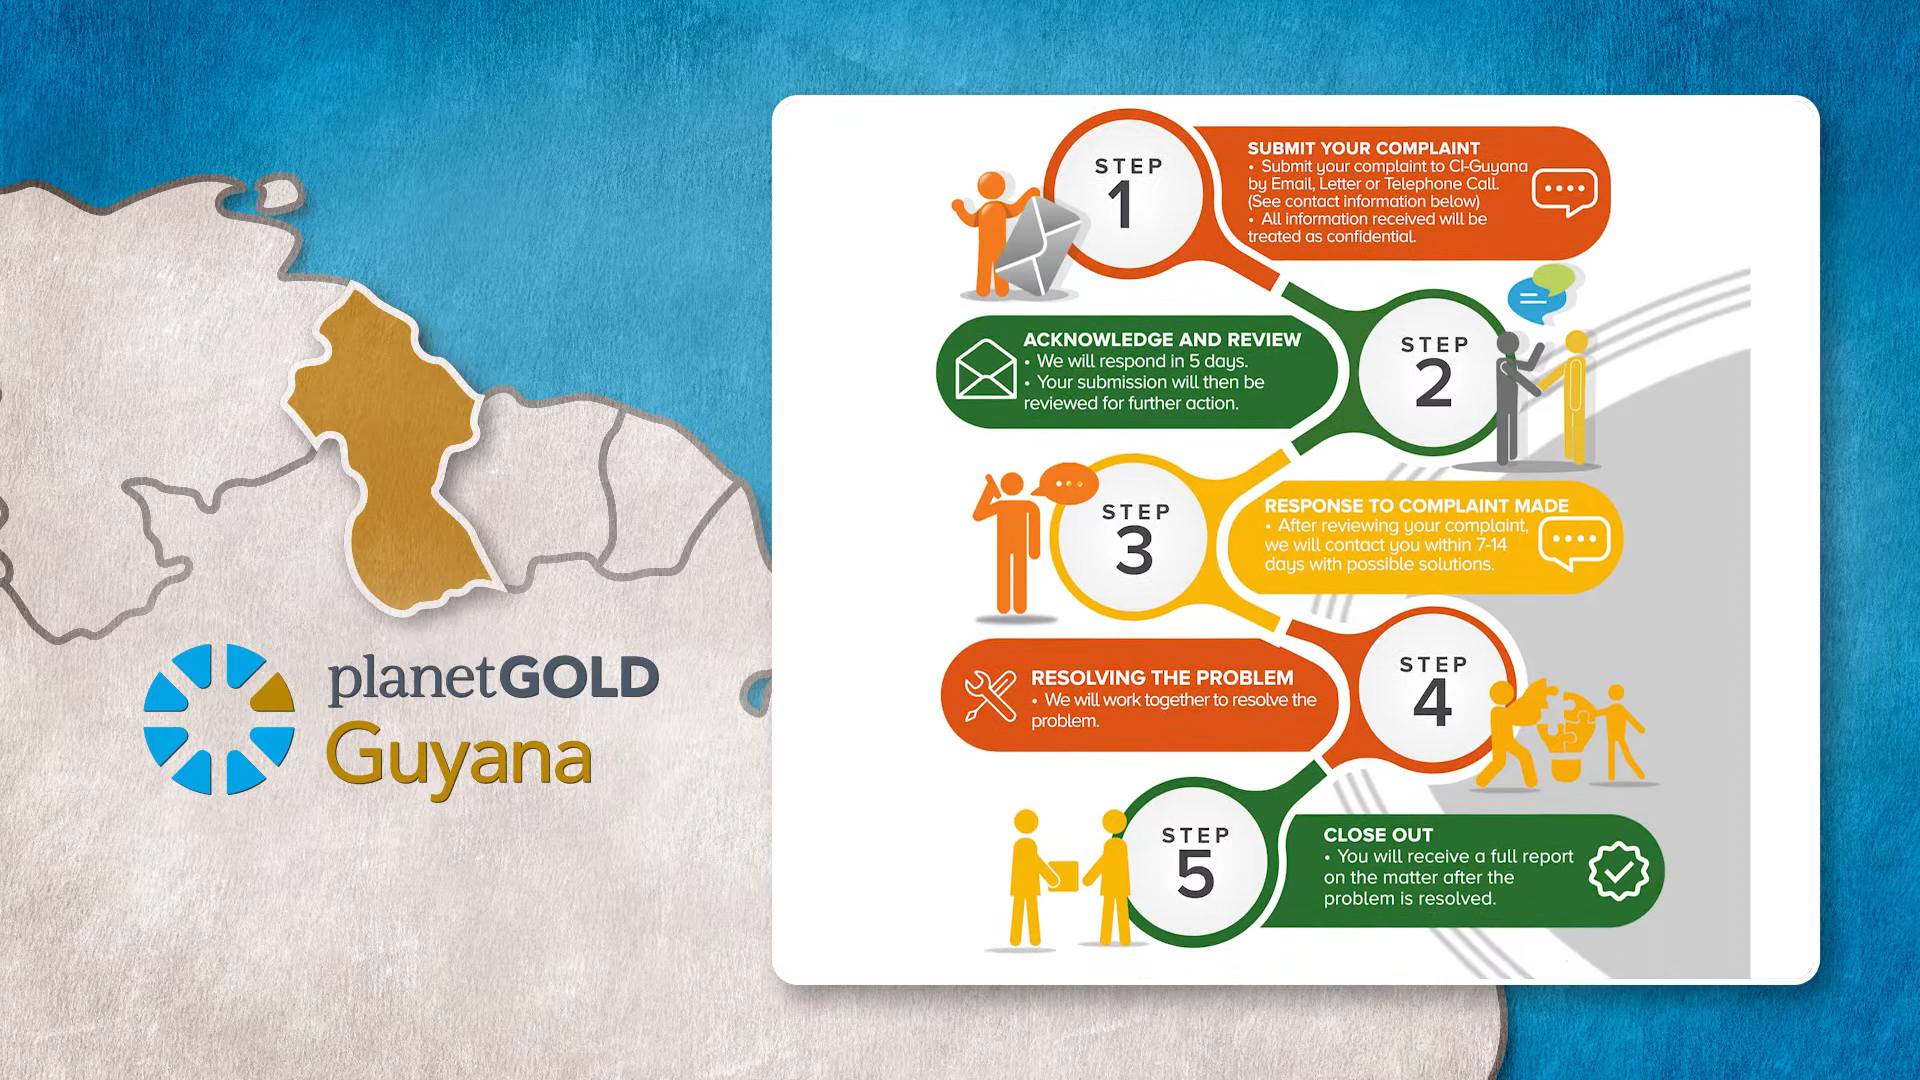 planetGOLD
Guyana
STEP
1
SUBMIT YOUR COMPLAINT
• Submit your complaint to CI-Guyana
by Email, Letter or Telephone Call.
(See contact information below)
• All information received will be
treated as confidential.
STEP
2
ACKNOWLEDGE AND REVIEW
• We will respond in 5 days.
• Your submission will then be
reviewed for further action.
STEP
3
RESPONSE TO COMPLAINT MADE
• After reviewing your complaint,
we will contact you within 7-14
days with possible solutions.
STEP
4
RESOLVING THE PROBLEM
• We will work together to resolve the
problem.
STEP
5
CLOSE OUT
• You will receive a full report
on the matter after the
problem is resolved.